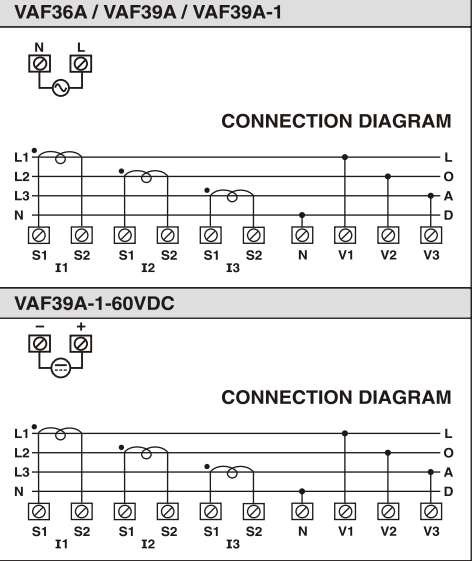 VAF36A / VAF39A / VAF39A-1
N L
CONNECTION DIAGRAM
L1 L
L2 O
L3 A
N D
S1 S2 S1 S2 S1 S2 N V1 V2 V3
I1 I2 I3
VAF39A-1-60VDC
− +
CONNECTION DIAGRAM
L1 L
L2 O
L3 A
N D
S1 S2 S1 S2 S1 S2 N V1 V2 V3
I1 I2 I3